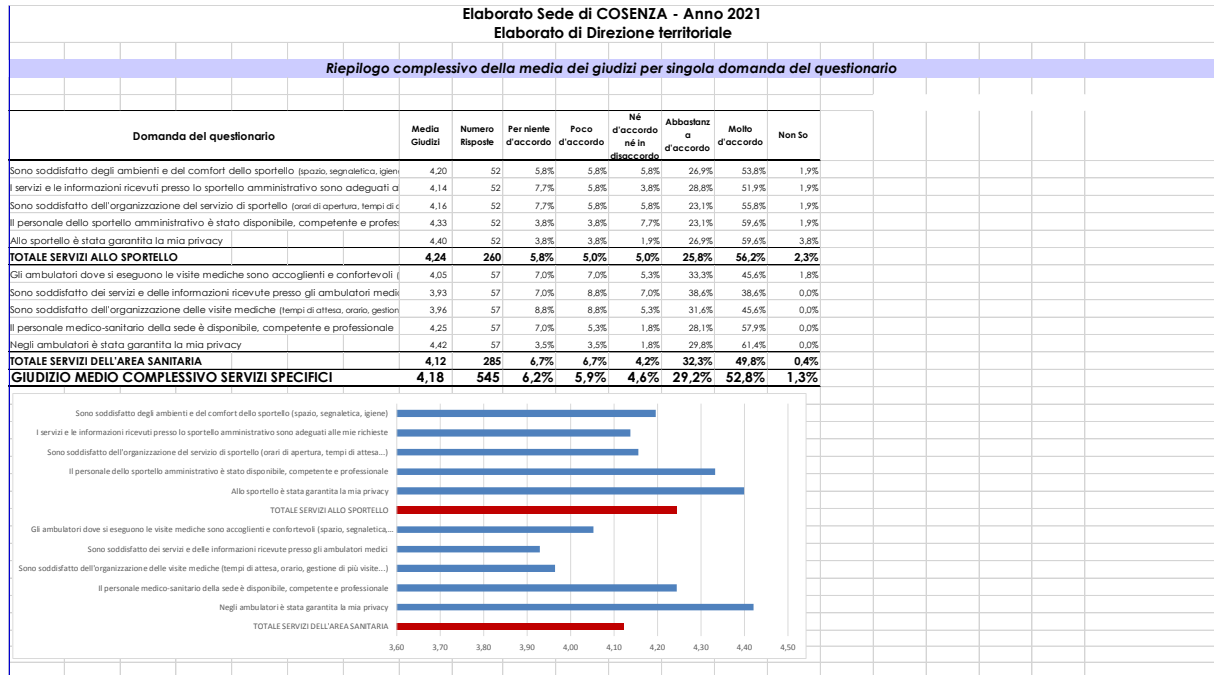 Elaborato Sede di COSENZA - Anno 2021
Elaborato di Direzione territoriale
Riepilogo complessivo della media dei giudizi per singola domanda del questionario
Domanda del questionario Media Giudizi Numero Risposte Per niente d'accordo Poco d'accordo Né d'accordo né in disaccordo Abbastanz a d'accordo Molto d'accordo Non So
Sono soddisfatto degli ambienti e del comfort dello sportello (spazio, segnaletica, igien 4,20 52 5,8% 5,8% 5,8% 26,9% 53,8% 1,9%
I servizi e le informazioni ricevuti presso lo sportello amministrativo sono adeguati a 4,14 52 7,7% 5,8% 3,8% 28,8% 51,9% 1,9%
Sono soddisfatto dell'organizzazione del servizio di sportello (orari di apertura, tempi di 4,16 52 7,7% 5,8% 5,8% 23,1% 55,8% 1,9%
Il personale dello sportello amministrativo è stato disponibile, competente e profess 4,33 52 3,8% 3,8% 7,7% 23,1% 59,6% 1,9%
Allo sportello è stata garantita la mia privacy 4,40 52 3,8% 3,8% 1,9% 26,9% 59,6% 3,8%
TOTALE SERVIZI ALLO SPORTELLO 4,24 260 5,8% 5,0% 5,0% 25,8% 56,2% 2,3%
Gli ambulatori dove si eseguono le visite mediche sono accoglienti e confortevoli ( 4,05 57 7,0% 7,0% 5,3% 33,3% 45,6% 1,8%
Sono soddisfatto dei servizi e delle informazioni ricevute presso gli ambulatori medic 3,93 57 7,0% 8,8% 7,0% 38,6% 38,6% 0,0%
Sono soddisfatto dell'organizzazione delle visite mediche (tempi di attesa, orario, gestion 3,96 57 8,8% 8,8% 5,3% 31,6% 45,6% 0,0%
Il personale medico-sanitario della sede è disponibile, competente e professionale 4,25 57 7,0% 5,3% 1,8% 28,1% 57,9% 0,0%
Negli ambulatori è stata garantita la mia privacy 4,42 57 3,5% 3,5% 1,8% 29,8% 61,4% 0,0%
TOTALE SERVIZI DELL'AREA SANITARIA 4,12 285 6,7% 6,7% 4,2% 32,3% 49,8% 0,4%
GIUDIZIO MEDIO COMPLESSIVO SERVIZI SPECIFICI 4,18 545 6,2% 5,9% 4,6% 29,2% 52,8% 1,3%
Sono soddisfatto degli ambienti e del comfort dello sportello (spazio, segnaletica, igiene)
I servizi e le informazioni ricevuti presso lo sportello amministrativo sono adeguati alle mie richieste
Sono soddisfatto dell'organizzazione del servizio di sportello (orari di apertura, tempi di attesa...)
Il personale dello sportello amministrativo è stato disponibile, competente e professionale
Allo sportello è stata garantita la mia privacy
TOTALE SERVIZI ALLO SPORTELLO
Gli ambulatori dove si eseguono le visite mediche sono accoglienti e confortevoli (spazio, segnaletica,...
Sono soddisfatto dei servizi e delle informazioni ricevute presso gli ambulatori medici
Sono soddisfatto dell'organizzazione delle visite mediche (tempi di attesa, orario, gestione di più visite...)
Il personale medico-sanitario della sede è disponibile, competente e professionale
Negli ambulatori è stata garantita la mia privacy
TOTALE SERVIZI DELL'AREA SANITARIA
3,60 3,70 3,80 3,90 4,00 4,10 4,20 4,30 4,40 4,50